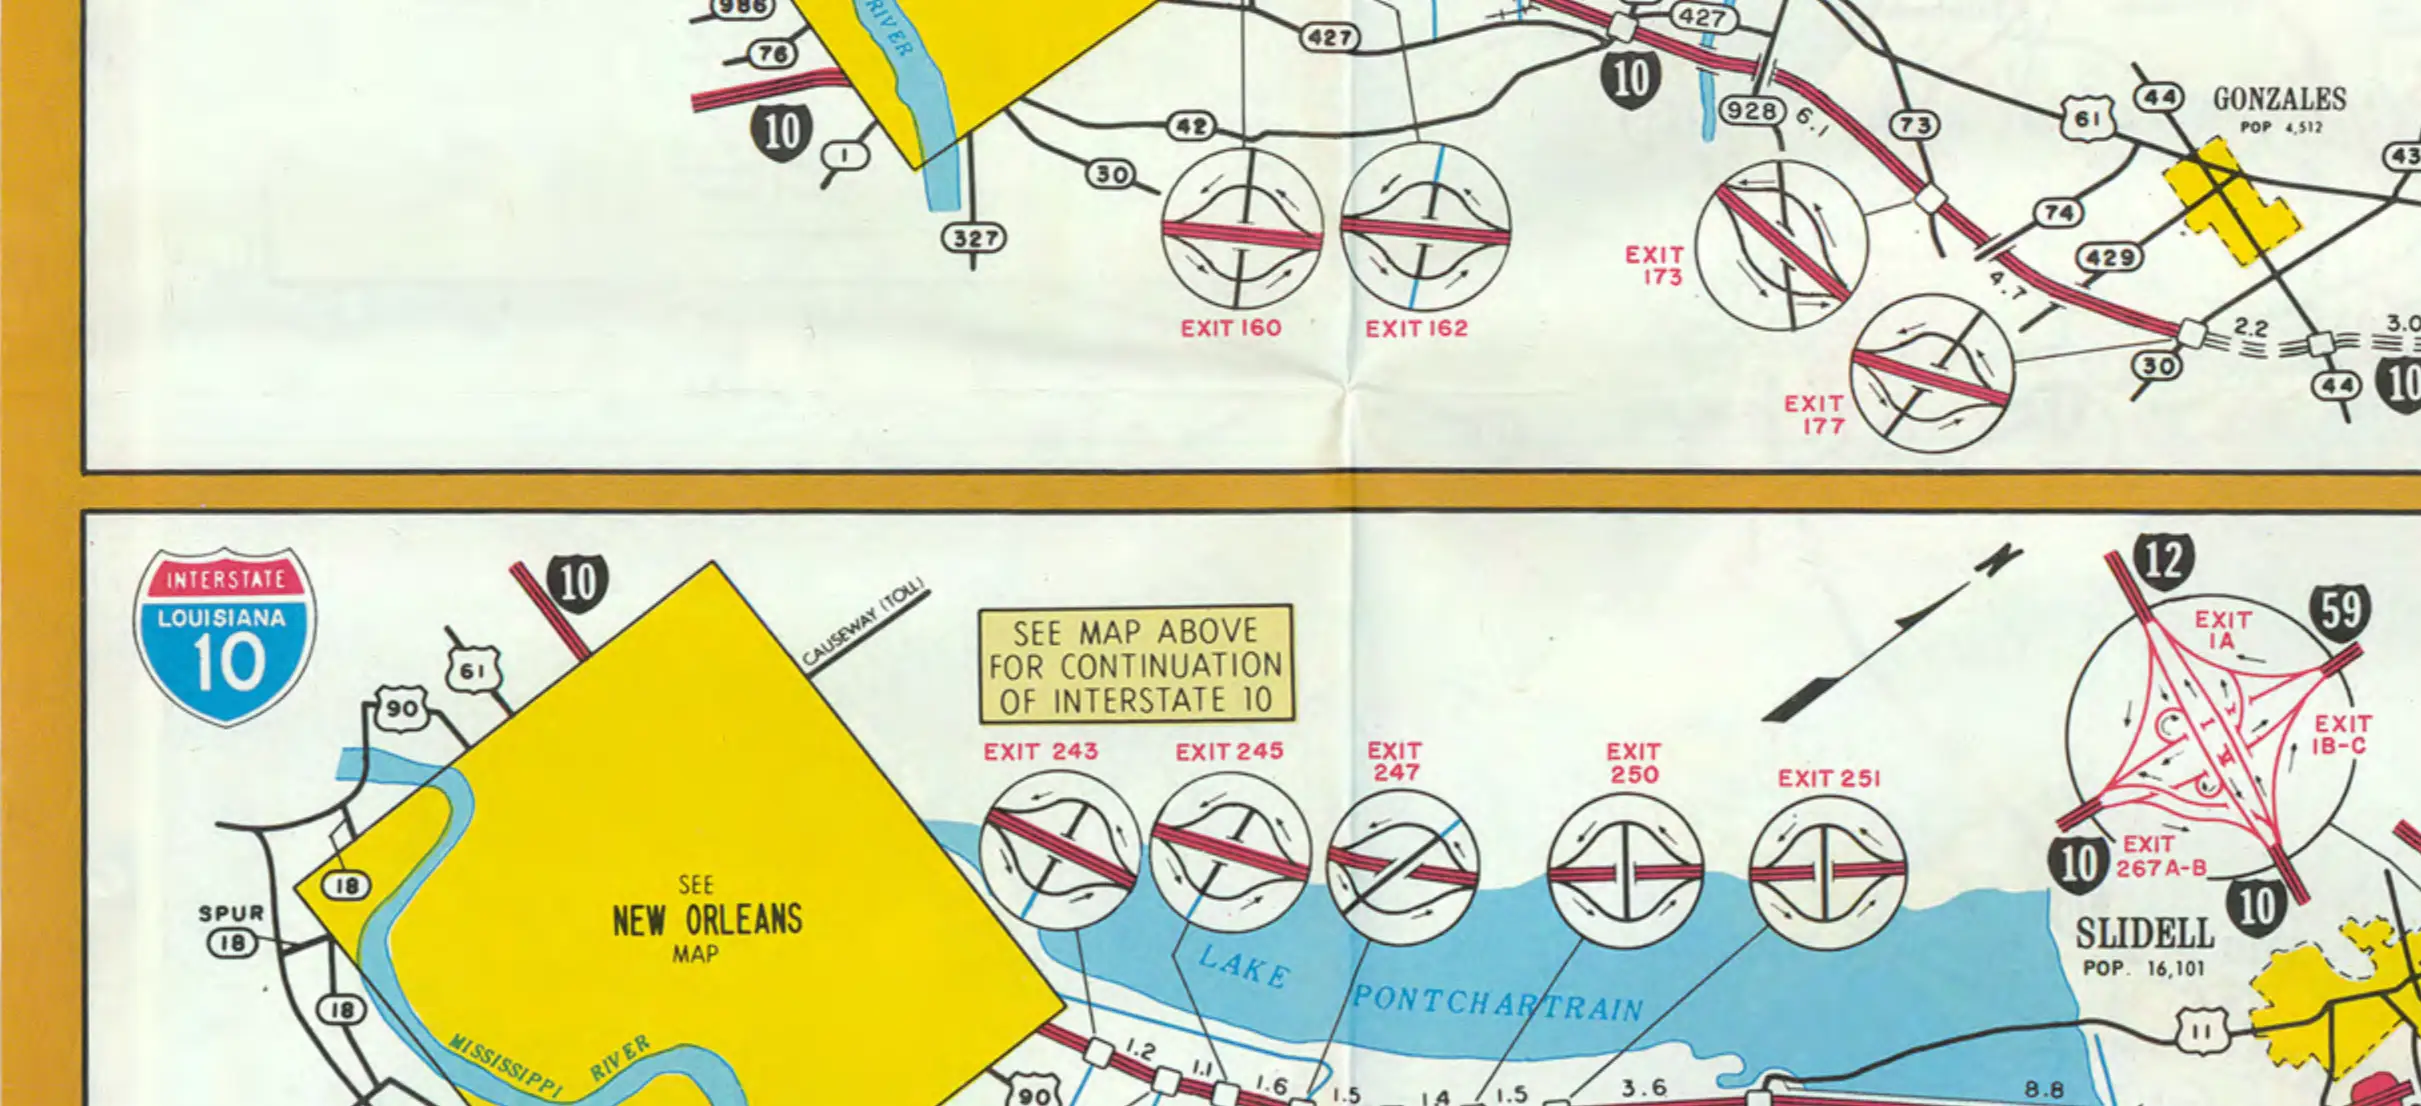 986
RIVER
427
427
76
10
10
1
42
30
327
928
6.1
73
61
44
GONZALES
POP 4,512
43
74
429
4.7
EXIT 160
EXIT 162
EXIT
173
EXIT
177
2.2
3.0
30
44
10
INTERSTATE
LOUISIANA
10
10
61
90
CAUSEWAY (TOLL)
SEE MAP ABOVE
FOR CONTINUATION
OF INTERSTATE 10
N
12
59
EXIT
1A
EXIT
1B-C
EXIT
267A-B
10
10
EXIT 243
EXIT 245
EXIT
247
EXIT
250
EXIT 251
18
SPUR
18
18
SEE
NEW ORLEANS
MAP
MISSISSIPPI RIVER
LAKE PONTCHARTRAIN
SLIDELL
POP. 16,101
11
90
1.2
1.1
1.6
1.5
1.4
1.5
3.6
8.8